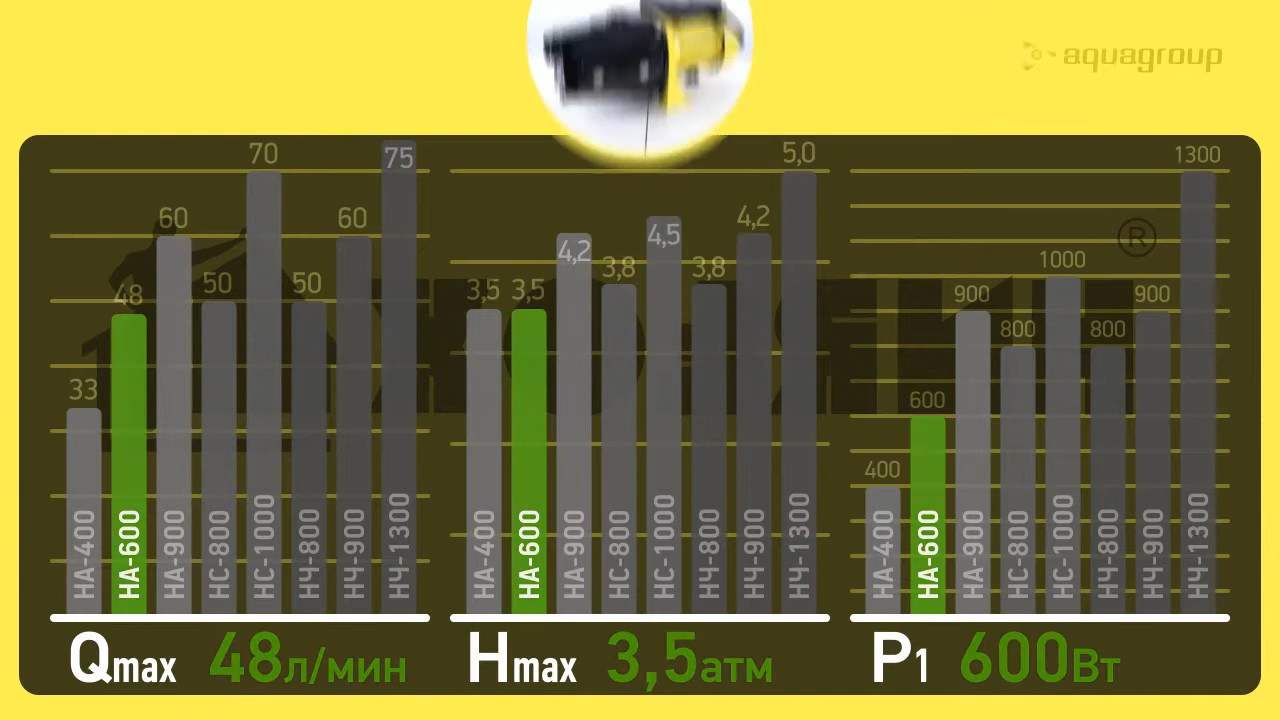 aquagroup
33 48 60 50 70 50 60 75
НА-400 НА-600 НА-900 НС-800 НС-1000 НЧ-800 НЧ-900 НЧ-1300
Qmax 48л/мин
3,5 3,5 4,2 3,8 4,5 3,8 4,2 5,0
НА-400 НА-600 НА-900 НС-800 НС-1000 НЧ-800 НЧ-900 НЧ-1300
Hmax 3,5атм
400 600 900 800 1000 800 900 1300
НА-400 НА-600 НА-900 НС-800 НС-1000 НЧ-800 НЧ-900 НЧ-1300
P1 600Вт
®